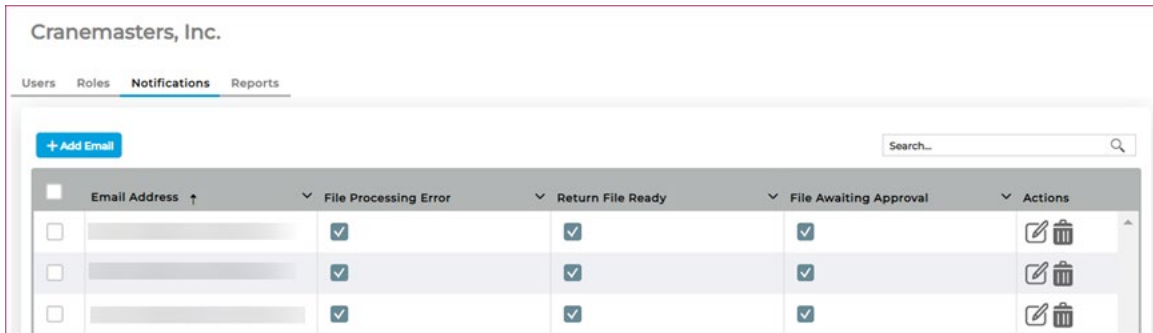 Cranemasters, Inc.
Users Roles Notifications Reports
+ Add Email
Search...
Email Address ↑ File Processing Error Return File Ready File Awaiting Approval Actions